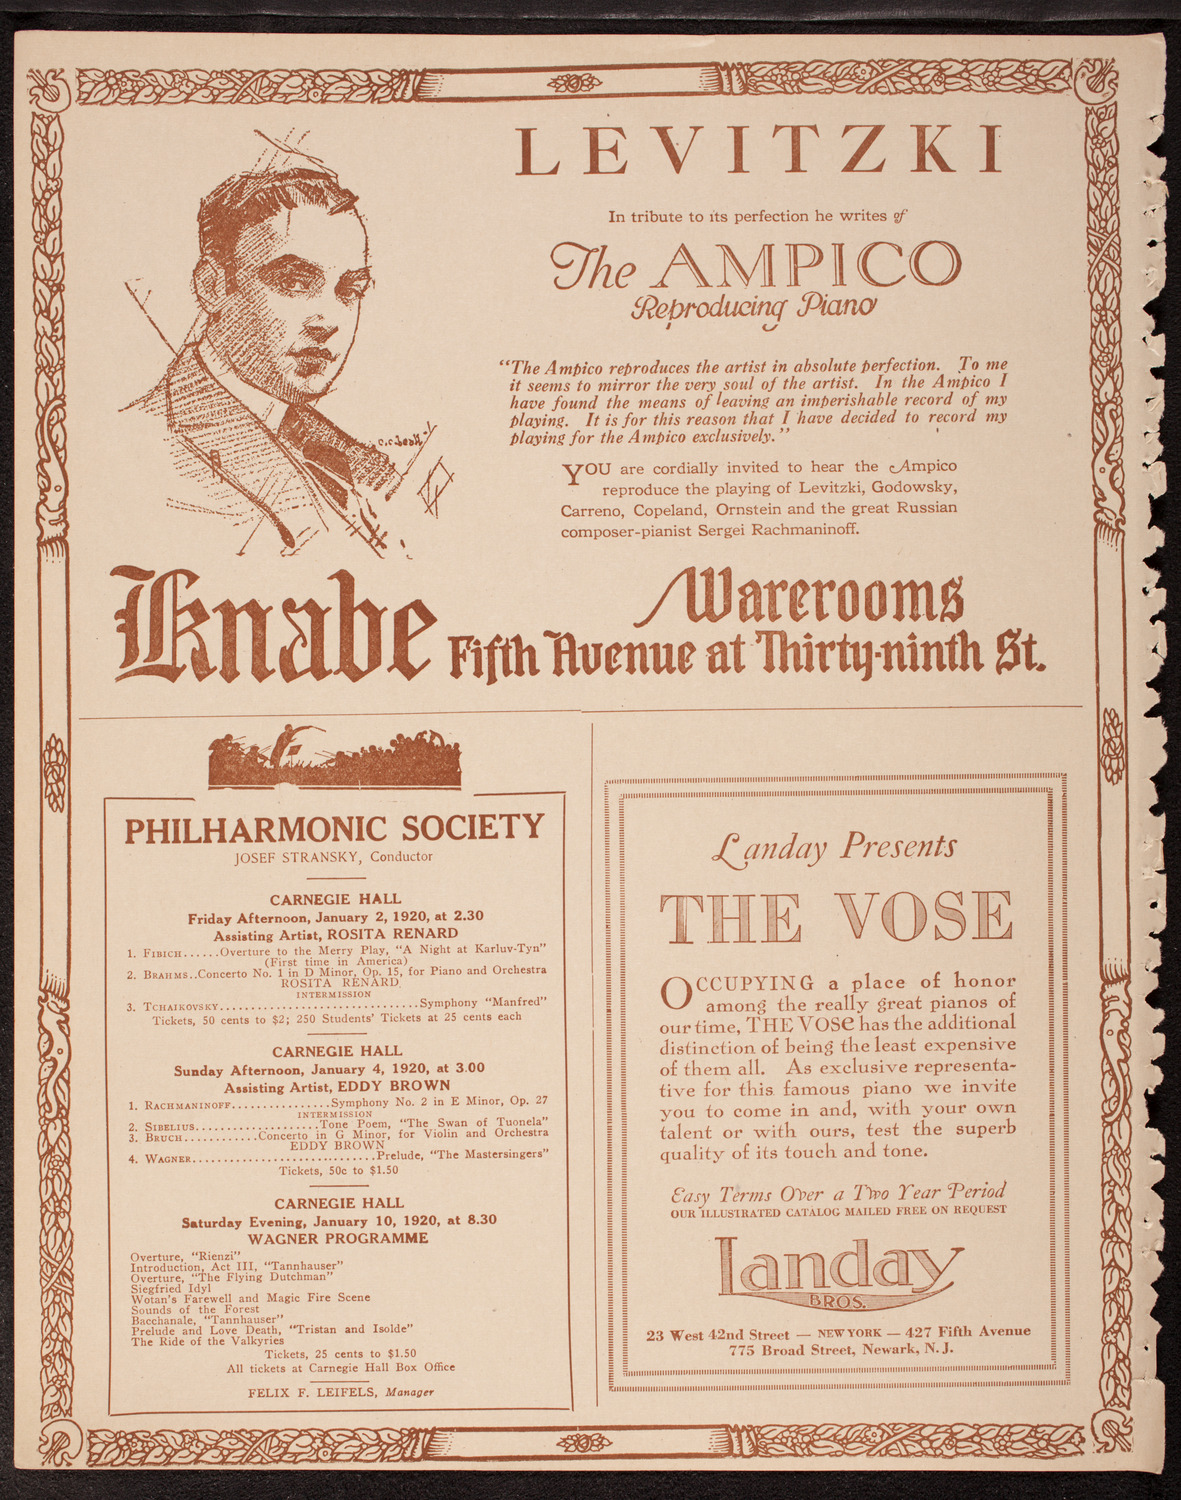 LEVITZKI
In tribute to its perfection he writes of
The AMPICO
Reproducing Piano
"The Ampico reproduces the artist in absolute perfection. To me
it seems to mirror the very soul of the artist. In the Ampico I
have found the means of leaving an imperishable record of my
playing. It is for this reason that I have decided to record my
playing for the Ampico exclusively."
YOU are cordially invited to hear the Ampico
reproduce the playing of Levitzki, Godowsky,
Carreno, Copeland, Ornstein and the great Russian
composer-pianist Sergei Rachmaninoff.
Knabe Warerooms
Fifth Avenue at Thirty-ninth St.
PHILHARMONIC SOCIETY
JOSEF STRANSKY, Conductor
CARNEGIE HALL
Friday Afternoon, January 2, 1920, at 2.30
Assisting Artist, ROSITA RENARD
1. FIBICH......Overture to the Merry Play, "A Night at Karluv-Tyn"
(First time in America)
2. BRAHMS..Concerto No. 1 in D Minor, Op. 15, for Piano and Orchestra
ROSITA RENARD
INTERMISSION
3. TCHAIKOVSKY................................Symphony "Manfred"
Tickets, 50 cents to $2; 250 Students' Tickets at 25 cents each
CARNEGIE HALL
Sunday Afternoon, January 4, 1920, at 3.00
Assisting Artist, EDDY BROWN
1. RACHMANINOFF................Symphony No. 2 in E Minor, Op. 27
INTERMISSION
2. SIBELIUS....................Tone Poem, "The Swan of Tuonela"
3. BRUCH............Concerto in G Minor, for Violin and Orchestra
EDDY BROWN
4. WAGNER.............................Prelude, "The Mastersingers"
Tickets, 50c to $1.50
CARNEGIE HALL
Saturday Evening, January 10, 1920, at 8.30
WAGNER PROGRAMME
Overture, "Rienzi"
Introduction, Act III, "Tannhauser"
Overture, "The Flying Dutchman"
Siegfried Idyl
Wotan's Farewell and Magic Fire Scene
Sounds of the Forest
Bacchanale, "Tannhauser"
Prelude and Love Death, "Tristan and Isolde"
The Ride of the Valkyries
Tickets, 25 cents to $1.50
All tickets at Carnegie Hall Box Office
FELIX F. LEIFELS, Manager
Landay Presents
THE VOSE
OCCUPYING a place of honor
among the really great pianos of
our time, THE VOSE has the additional
distinction of being the least expensive
of them all. As exclusive representa-
tive for this famous piano we invite
you to come in and, with your own
talent or with ours, test the superb
quality of its touch and tone.
Easy Terms Over a Two Year Period
OUR ILLUSTRATED CATALOG MAILED FREE ON REQUEST
Landay
BROS.
23 West 42nd Street — NEW YORK — 427 Fifth Avenue
775 Broad Street, Newark, N. J.